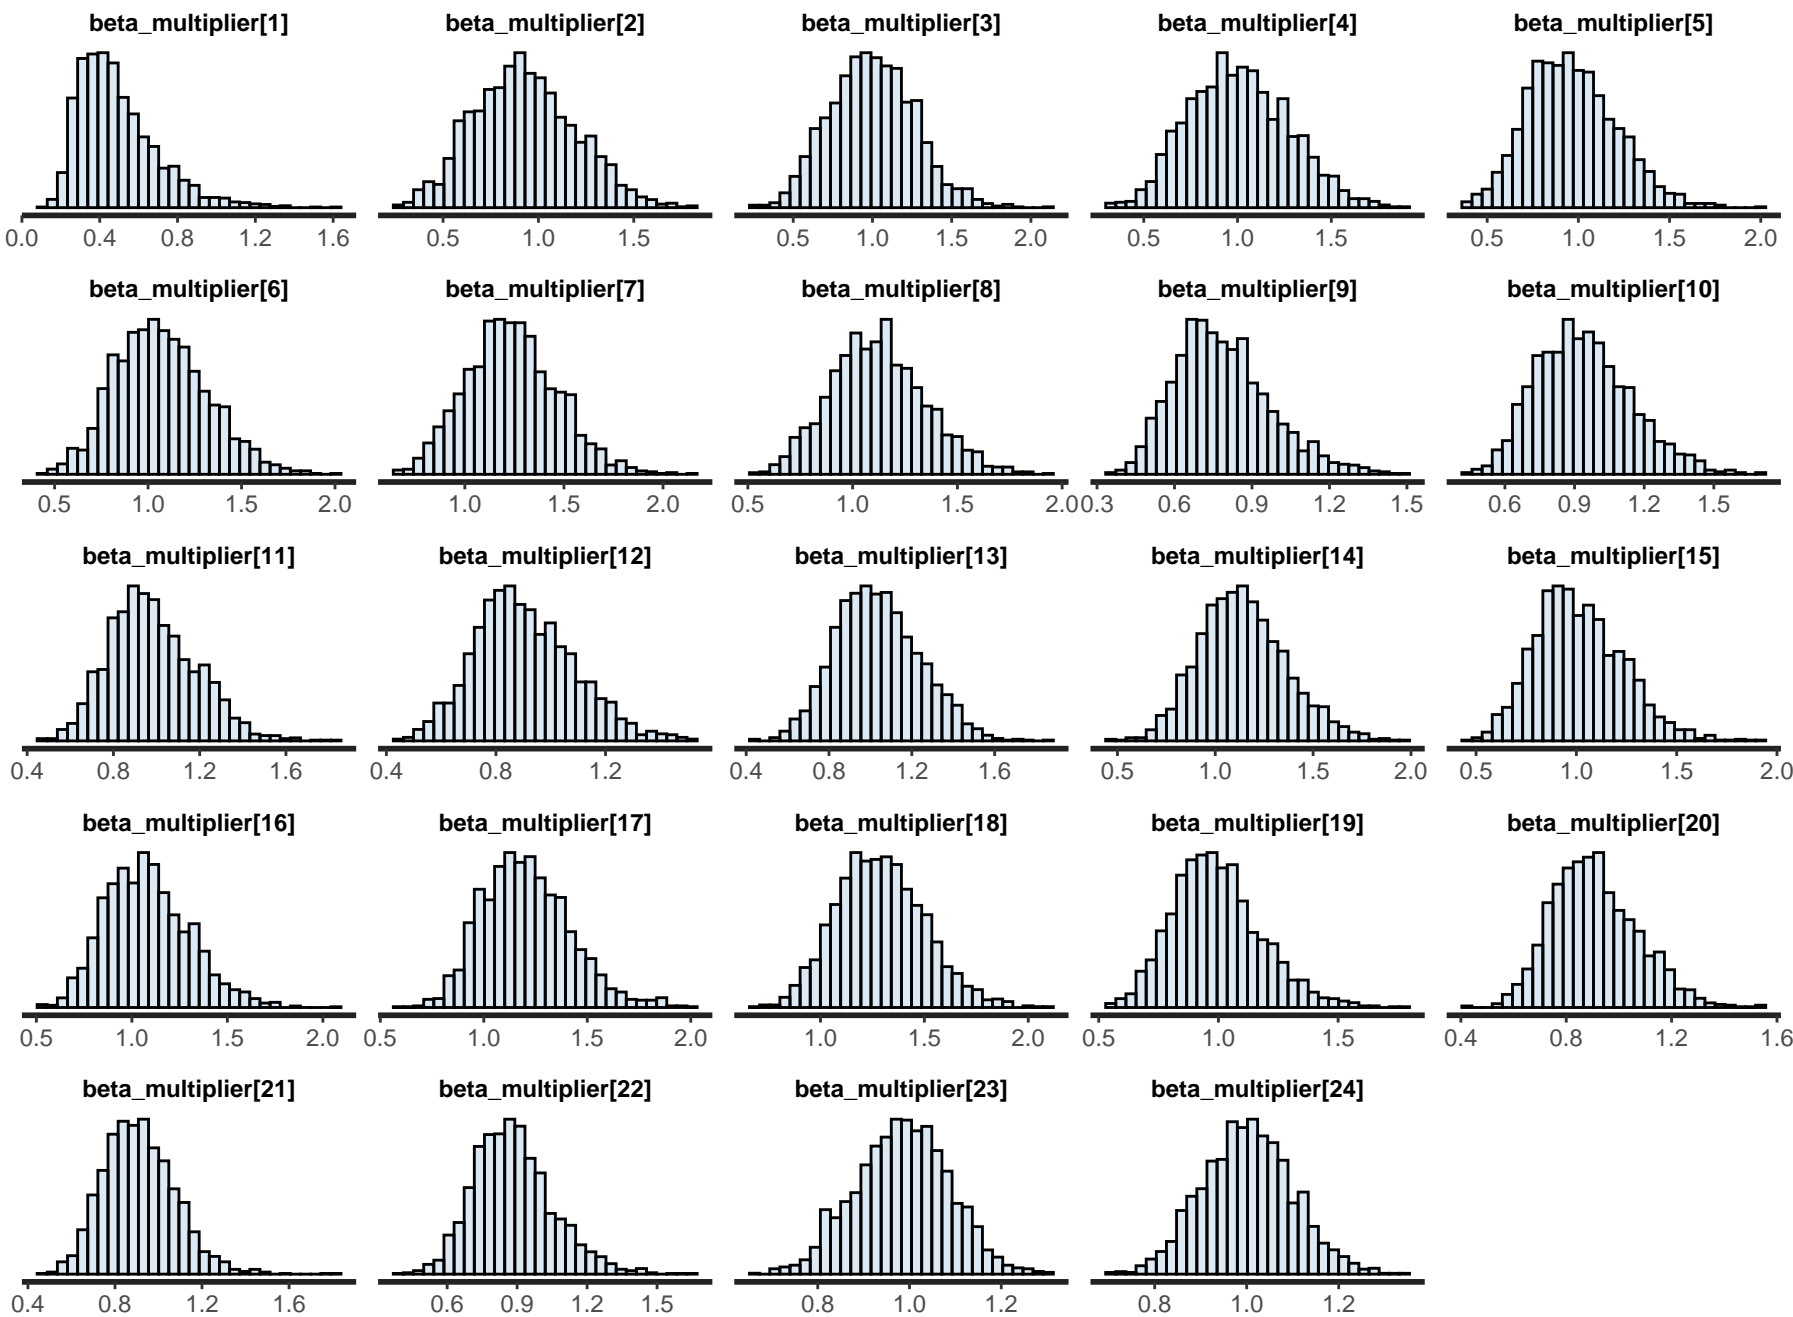 beta_multiplier[1] beta_multiplier[2] beta_multiplier[3] beta_multiplier[4] beta_multiplier[5]
0.0 0.4 0.8 1.2 1.6 0.5 1.0 1.5 0.5 1.0 1.5 2.0 0.5 1.0 1.5 0.5 1.0 1.5 2.0
beta_multiplier[6] beta_multiplier[7] beta_multiplier[8] beta_multiplier[9] beta_multiplier[10]
0.5 1.0 1.5 2.0 1.0 1.5 2.0 0.5 1.0 1.5 2.0 0.3 0.6 0.9 1.2 1.5 0.6 0.9 1.2 1.5
beta_multiplier[11] beta_multiplier[12] beta_multiplier[13] beta_multiplier[14] beta_multiplier[15]
0.4 0.8 1.2 1.6 0.4 0.8 1.2 0.4 0.8 1.2 1.6 0.5 1.0 1.5 2.0 0.5 1.0 1.5 2.0
beta_multiplier[16] beta_multiplier[17] beta_multiplier[18] beta_multiplier[19] beta_multiplier[20]
0.5 1.0 1.5 2.0 0.5 1.0 1.5 2.0 1.0 1.5 2.0 0.5 1.0 1.5 0.4 0.8 1.2 1.6
beta_multiplier[21] beta_multiplier[22] beta_multiplier[23] beta_multiplier[24]
0.4 0.8 1.2 1.6 0.6 0.9 1.2 1.5 0.8 1.0 1.2 0.8 1.0 1.2